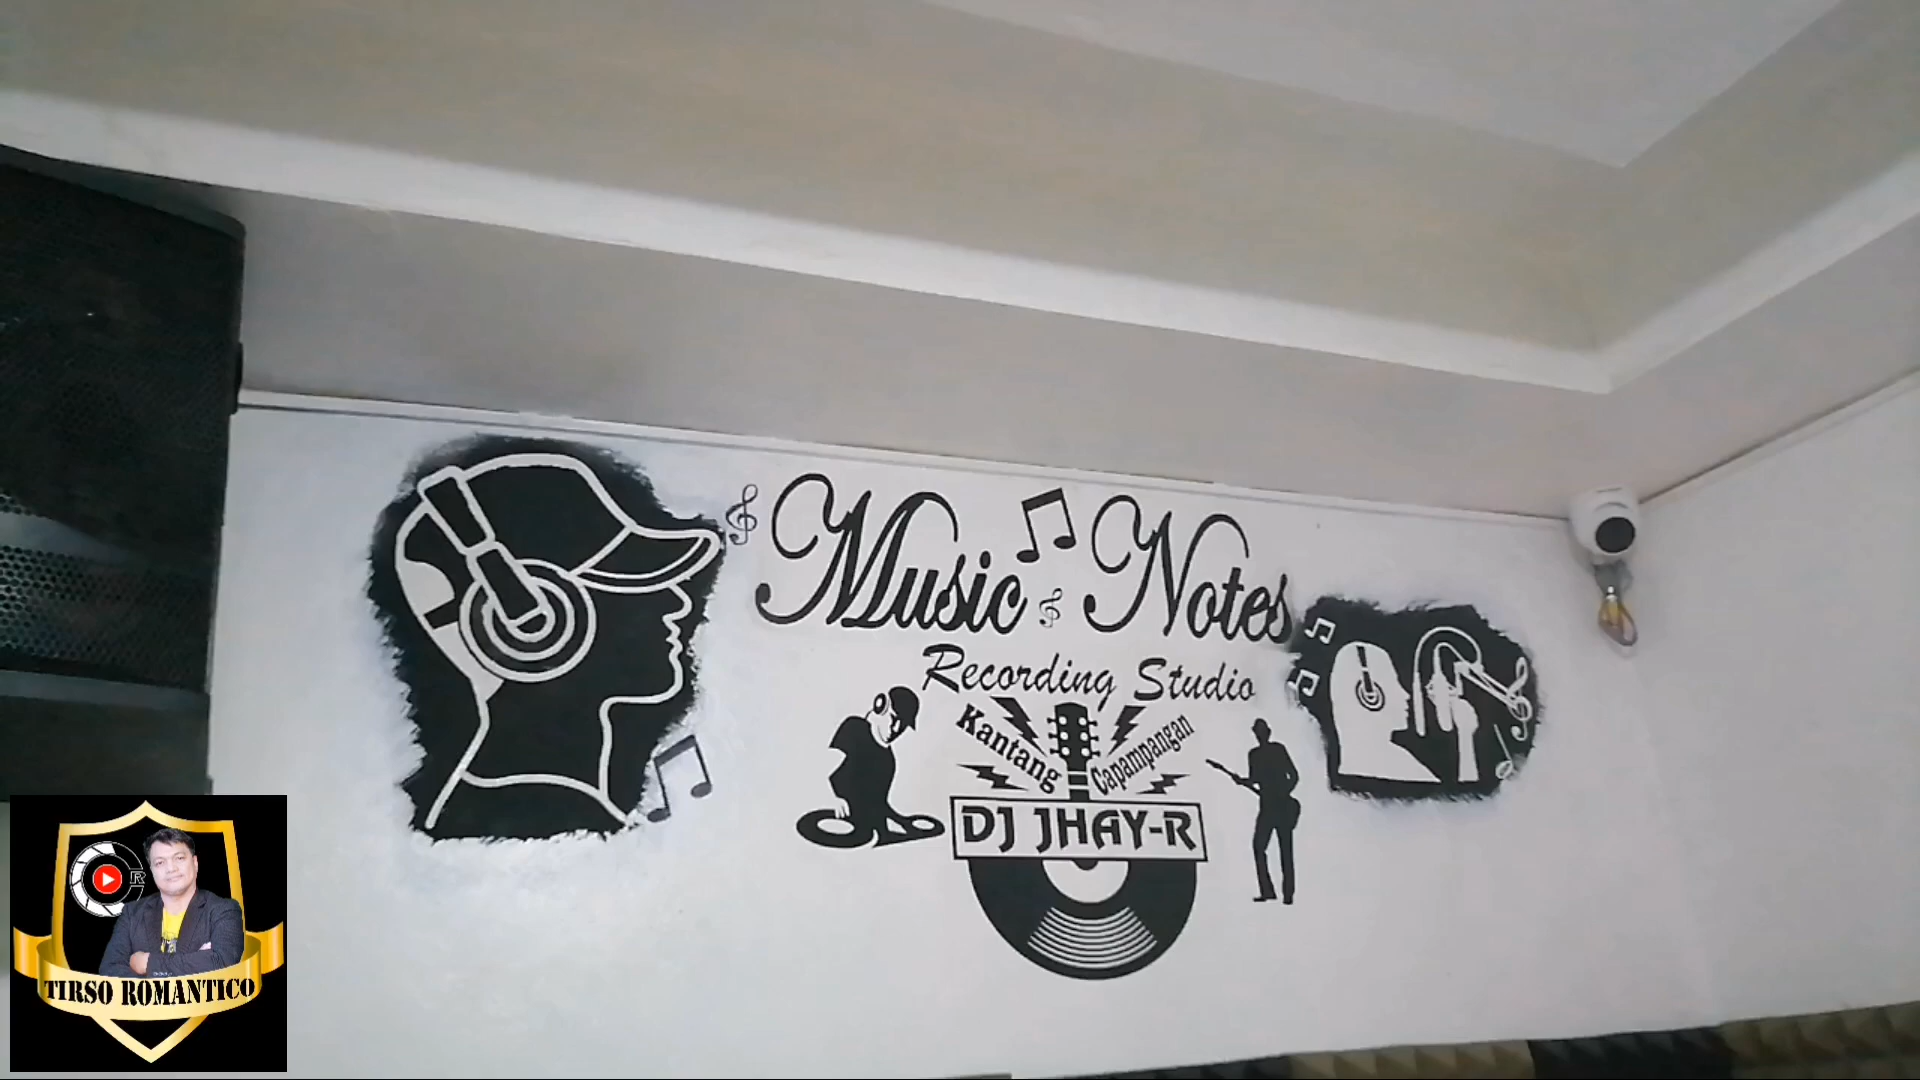 Music Notes
Recording Studio
Kantang
Capampangan
DJ JHAY-R
R
TIRSO ROMANTICO